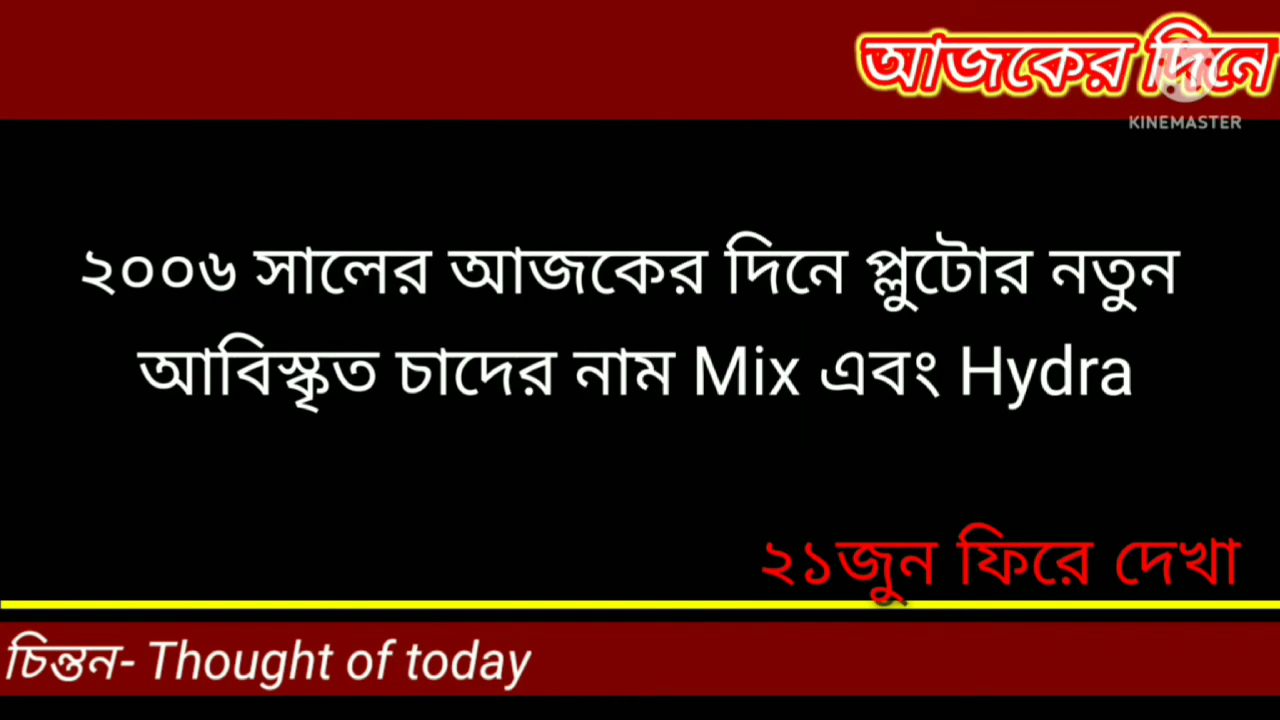 আজকের দিনে
KINEMASTER
২০০৬ সালের আজকের দিনে প্লুটোর নতুন
আবিস্কৃত চাদের নাম Mix এবং Hydra
২১জুন ফিরে দেখা
চিন্তন- Thought of today